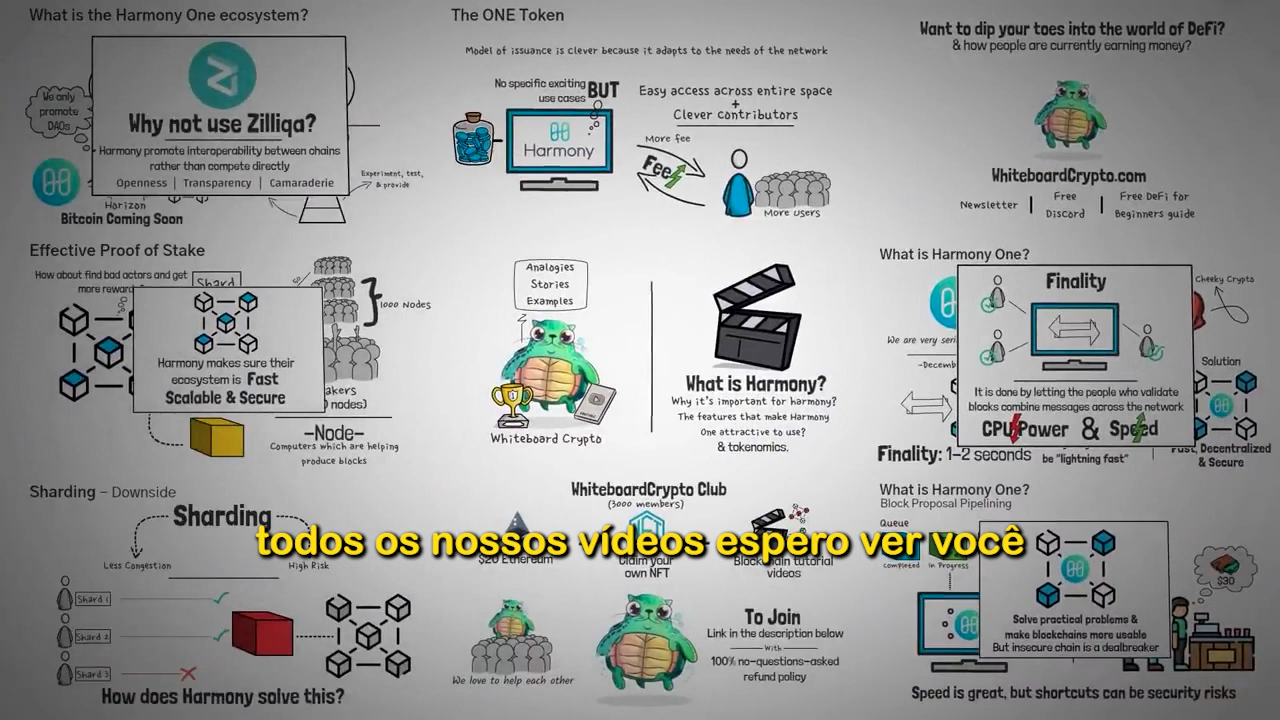 What is the Harmony One ecosystem?
We only
promote
DAOs
Why not use Zilliqa?
Harmony promote interoperability between chains
rather than compete directly
Openness | Transparency | Camaraderie
Horizon
Bitcoin Coming Soon
Experiment, test,
& provide
The ONE Token
Model of issuance is clever because it adapts to the needs of the network
No specific exciting
use cases
BUT
Harmony
Easy access across entire space
+
Clever contributors
More fee
Fee
More Users
Want to dip your toes into the world of DeFi?
& how people are currently earning money?
WhiteboardCrypto.com
Newsletter |
Free
Discord
| Free DeFi for
Beginners guide
Effective Proof of Stake
How about find bad actors and get
more reward
Shard
1000 Nodes
Harmony makes sure their
ecosystem is Fast
Scalable & Secure
akers
nodes)
–Node–
Computers which are helping
produce blocks
Analogies
Stories
Examples
Whiteboard Crypto
What is Harmony?
Why it's important for harmony?
The features that make Harmony
One attractive to use?
& tokenomics.
What is Harmony One?
Finality
Cheeky Crypto
We are very seri
–Decemb
Solution
It is done by letting the people who validate
blocks combine messages across the network
CPU Power & Speed
Finality: 1–2 seconds
be "lightning fast"
Fast, Decentralized
& Secure
Sharding – Downside
Sharding
Less Congestion
High Risk
Shard 1
Shard 2
Shard 3
How does Harmony solve this?
WhiteboardCrypto Club
(3000 members)
$20 Ethereum
Claim your
own NFT
Blockchain tutorial
videos
todos os nossos vídeos espero ver você
We love to help each other
To Join
Link in the description below
With
100% no-questions-asked
refund policy
What is Harmony One?
Block Proposal Pipelining
Queue
Completed
In Progress
$30
Solve practical problems &
make blockchains more usable
But insecure chain is a dealbreaker
Speed is great, but shortcuts can be security risks